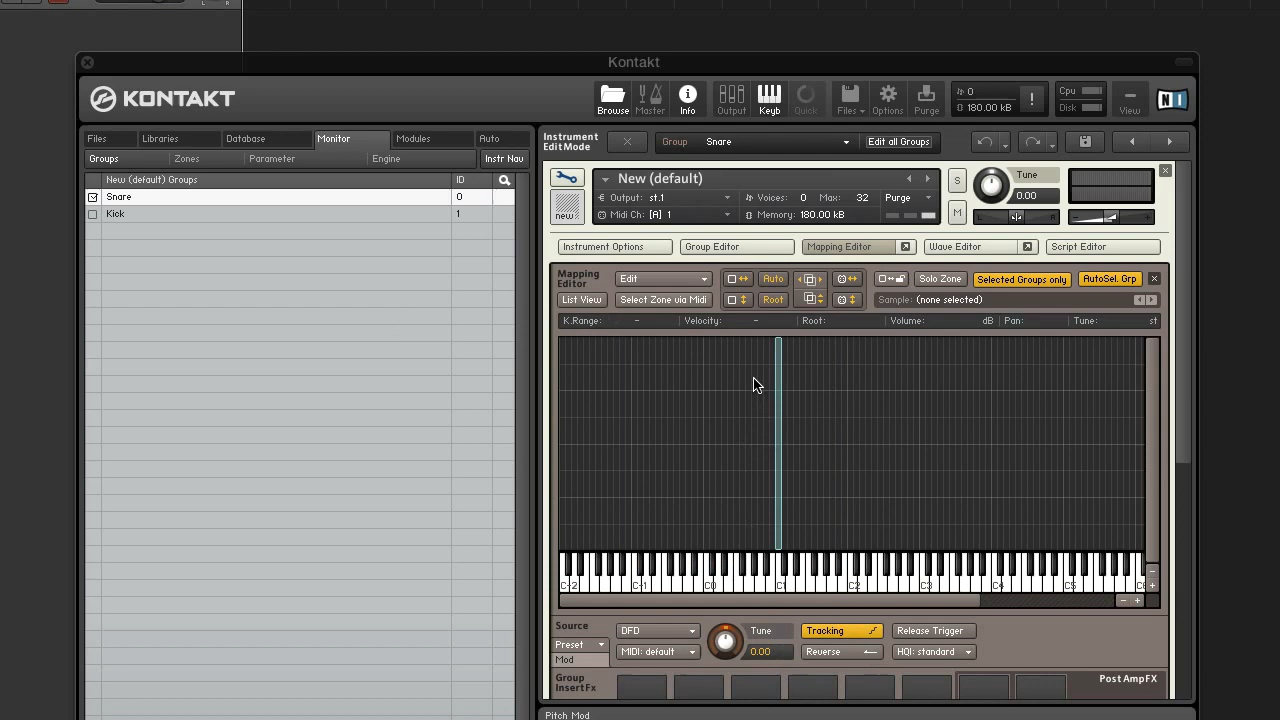 L R
Kontakt
KONTAKT
Browse Master Info Output Keyb Quick Files Options Purge 0 180.00 kB ! Cpu Disk View NI
Files Libraries Database Monitor Modules Auto
Groups Zones Parameter Engine Instr Nav
New (default) Groups ID
Snare 0
Kick 1
Instrument Edit Mode Group Snare Edit all Groups
New (default)
Output: st.1 Voices: 0 Max: 32 Purge
new Midi Ch: [A] 1 Memory: 180.00 kB
S M Tune 0.00 L R
Instrument Options Group Editor Mapping Editor Wave Editor Script Editor
Mapping Editor Edit Auto Solo Zone Selected Groups only AutoSel. Grp
List View Select Zone via Midi Root Sample: (none selected)
K.Range: - Velocity: - Root: Volume: dB Pan: Tune: st
C-2 C-1 C0 C1 C2 C3 C4 C5
Source DFD Tune Tracking Release Trigger
Preset MIDI: default 0.00 Reverse HQI: standard
Mod
Group InsertFx Post AmpFX
Pitch Mod